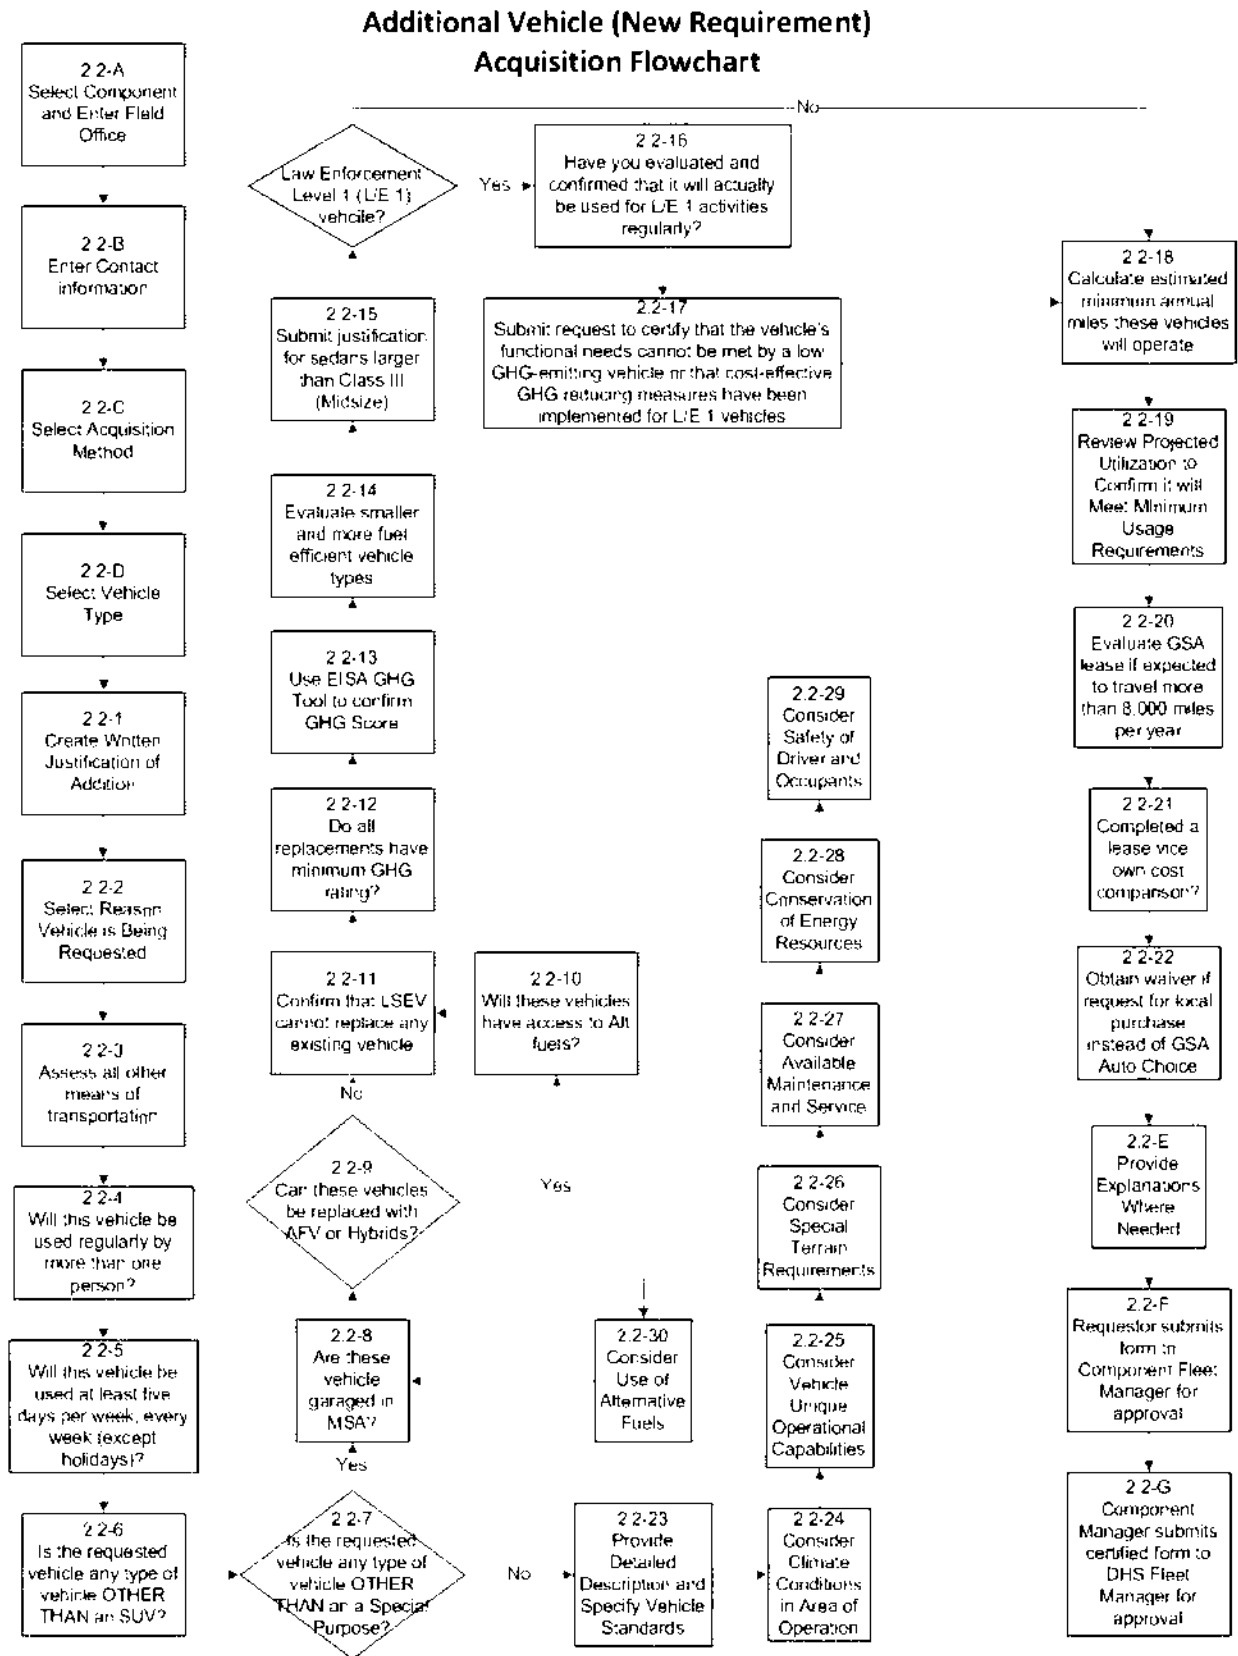 Additional Vehicle (New Requirement)
Acquisition Flowchart
2 2-A
Select Component
and Enter Field
Office
2 2-B
Enter Contact
information
2 2-C
Select Acquisition
Method
2 2-D
Select Vehicle
Type
2 2-1
Create Written
Justification of
Addition
2 2-2
Select Reason
Vehicle is Being
Requested
2 2-3
Assess all other
means of
transportation
2 2-4
Will this vehicle be
used regularly by
more than one
person?
2 2-5
Will this vehicle be
used at least five
days per week, every
week (except
holidays)?
2 2-6
Is the requested
vehicle any type of
vehicle OTHER
THAN an SUV?
2 2-7
Is the requested
vehicle any type of
vehicle OTHER
THAN an a Special
Purpose?
Yes
No
2.2-8
Are these
vehicle
garaged in
MSA?
2 2-9
Can these vehicles
be replaced with
AFV or Hybrids?
No
Yes
2 2-10
Will these vehicles
have access to Alt
fuels?
2 2-11
Confirm that LSEV
cannot replace any
existing vehicle
2 2-12
Do all
replacements have
minimum GHG
rating?
2 2-13
Use EISA GHG
Tool to confirm
GHG Score
2 2-14
Evaluate smaller
and more fuel
efficient vehicle
types
2 2-15
Submit justification
for sedans larger
than Class III
(Midsize)
Law Enforcement
Level 1 (L/E 1)
vehcile?
Yes
No
2 2-16
Have you evaluated and
confirmed that it will actually
be used for L/E 1 activities
regularly?
2.2-17
Submit request to certify that the vehicle's
functional needs cannot be met by a low
GHG-emitting vehicle or that cost-effective
GHG reducing measures have been
implemented for L/E 1 vehicles
2 2-18
Calculate estimated
minimum annual
miles these vehicles
will operate
2 2-19
Review Projected
Utilization to
Confirm it will
Meet Minimum
Usage
Requirements
2 2-20
Evaluate GSA
lease if expected
to travel more
than 8,000 miles
per year
2 2-21
Completed a
lease vice
own cost
comparison?
2 2-22
Obtain waiver if
request for local
purchase
instead of GSA
Auto Choice
2.2-E
Provide
Explanations
Where
Needed
2 2-F
Requestor submits
form to
Component Fleet
Manager for
approval
2 2-G
Component
Manager submits
certified form to
DHS Fleet
Manager for
approval
2 2-23
Provide
Detailed
Description and
Specify Vehicle
Standards
2 2-24
Consider
Climate
Conditions
in Area of
Operation
2.2-25
Consider
Vehicle
Unique
Operational
Capabilities
2 2-26
Consider
Special
Terrain
Requirements
2 2-27
Consider
Available
Maintenance
and Service
2 2-28
Consider
Conservation
of Energy
Resources
2.2-29
Consider
Safety of
Driver and
Occupants
2.2-30
Consider
Use of
Alternative
Fuels